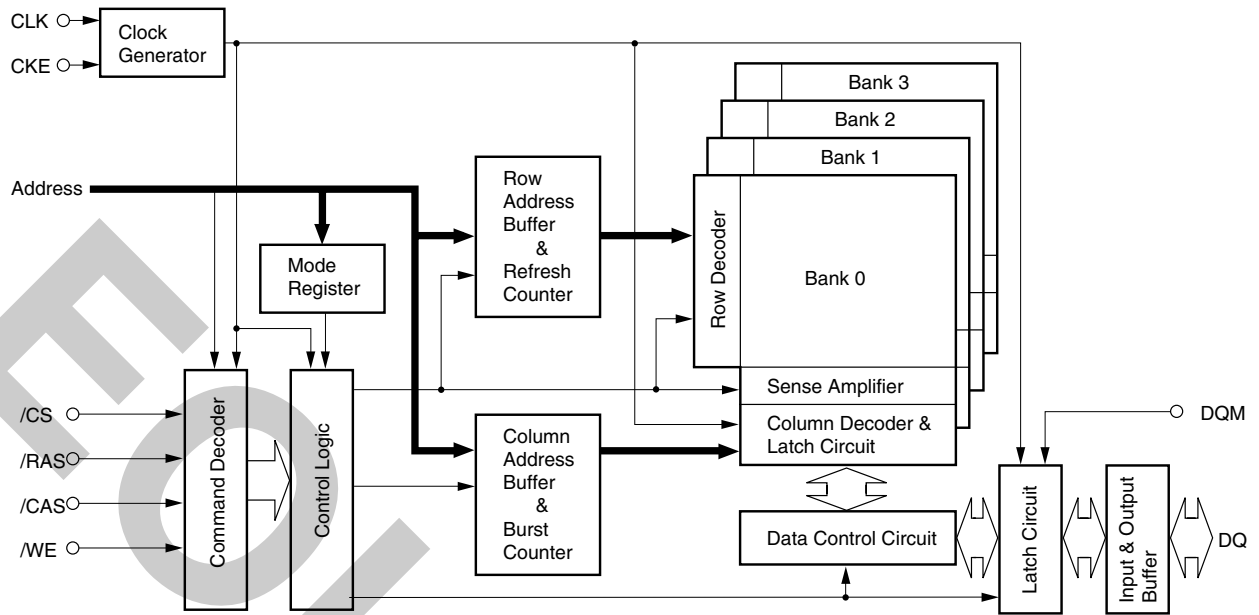 CLK
CKE
Clock
Generator
Bank 3
Bank 2
Bank 1
Address
Row
Address
Buffer
&
Refresh
Counter
Row Decoder
Bank 0
Mode
Register
Sense Amplifier
/CS
/RAS
/CAS
/WE
Command Decoder
Control Logic
Column
Address
Buffer
&
Burst
Counter
Column Decoder &
Latch Circuit
DQM
Data Control Circuit
Latch Circuit
Input & Output
Buffer
DQ